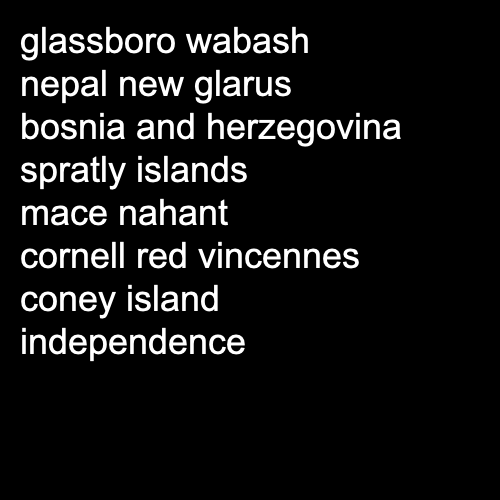 glassboro wabash
nepal new glarus
bosnia and herzegovina
spratly islands
mace nahant
cornell red vincennes
coney island
independence